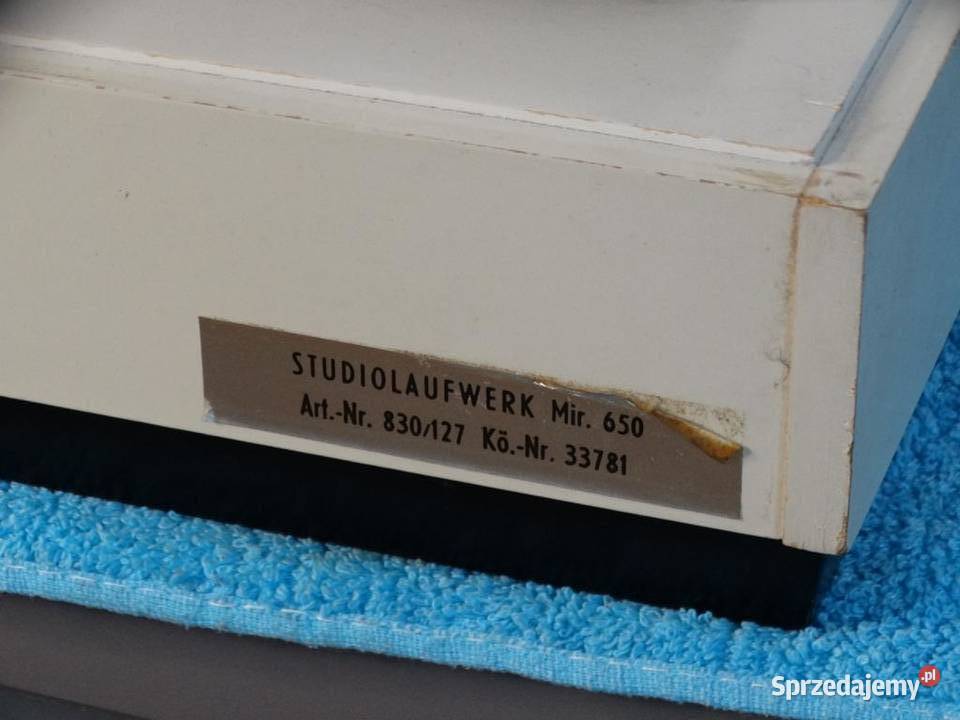 STUDIOLAUFWERK Mir. 650
Art.-Nr. 830/127 Kö.-Nr. 33781
Sprzedajemy.pl